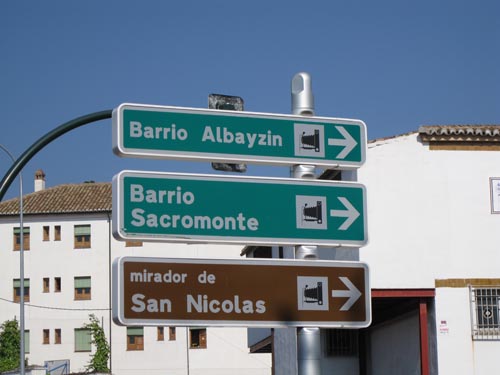 Barrio Albayzin
Barrio
Sacromonte
mirador de
San Nicolas